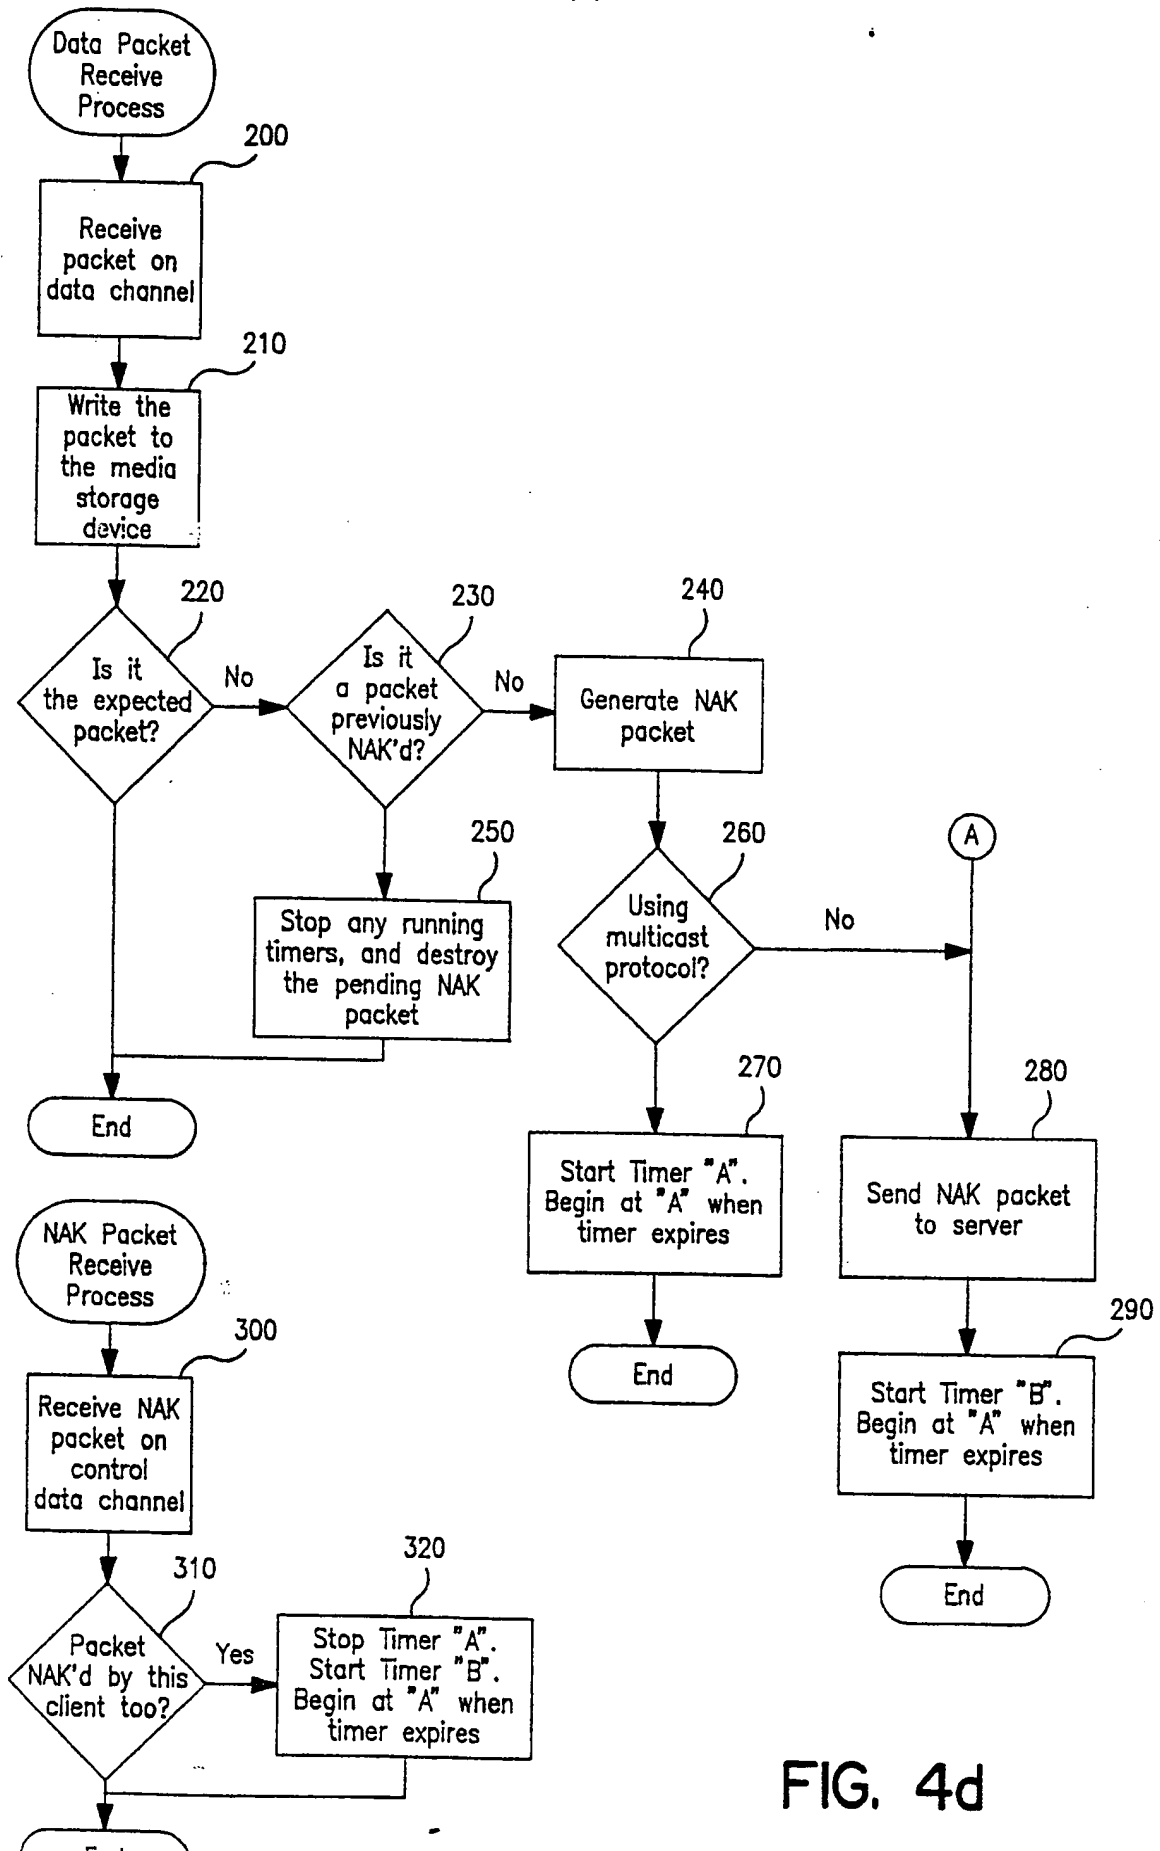 Data Packet
Receive
Process
200
Receive
packet on
data channel
210
Write the
packet to
the media
storage
device
220
Is it
the expected
packet?
No
230
Is it
a packet
previously
NAK'd?
No
240
Generate NAK
packet
250
Stop any running
timers, and destroy
the pending NAK
packet
End
260
Using
multicast
protocol?
No
A
270
Start Timer "A".
Begin at "A" when
timer expires
End
280
Send NAK packet
to server
290
Start Timer "B".
Begin at "A" when
timer expires
End
NAK Packet
Receive
Process
300
Receive NAK
packet on
control
data channel
310
Packet
NAK'd by this
client too?
Yes
320
Stop Timer "A".
Start Timer "B".
Begin at "A" when
timer expires
FIG. 4d